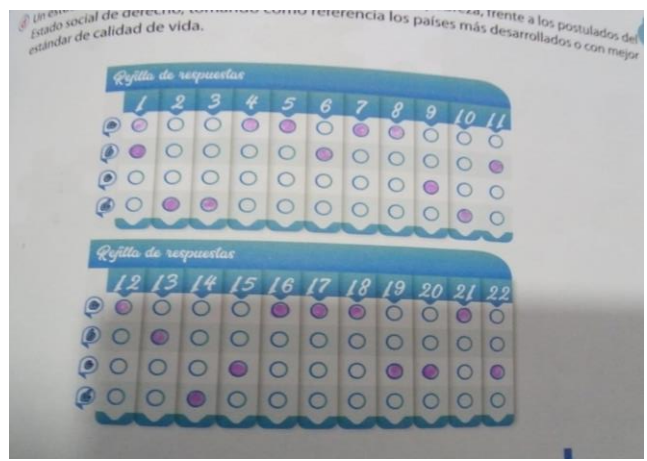 Estado social de derecho, tomando como referencia los países más desarrollados o con mejor
estándar de calidad de vida.
frente a los postulados del
Rejilla de respuestas
1 2 3 4 5 6 7 8 9 10 11
Rejilla de respuestas
12 13 14 15 16 17 18 19 20 21 22